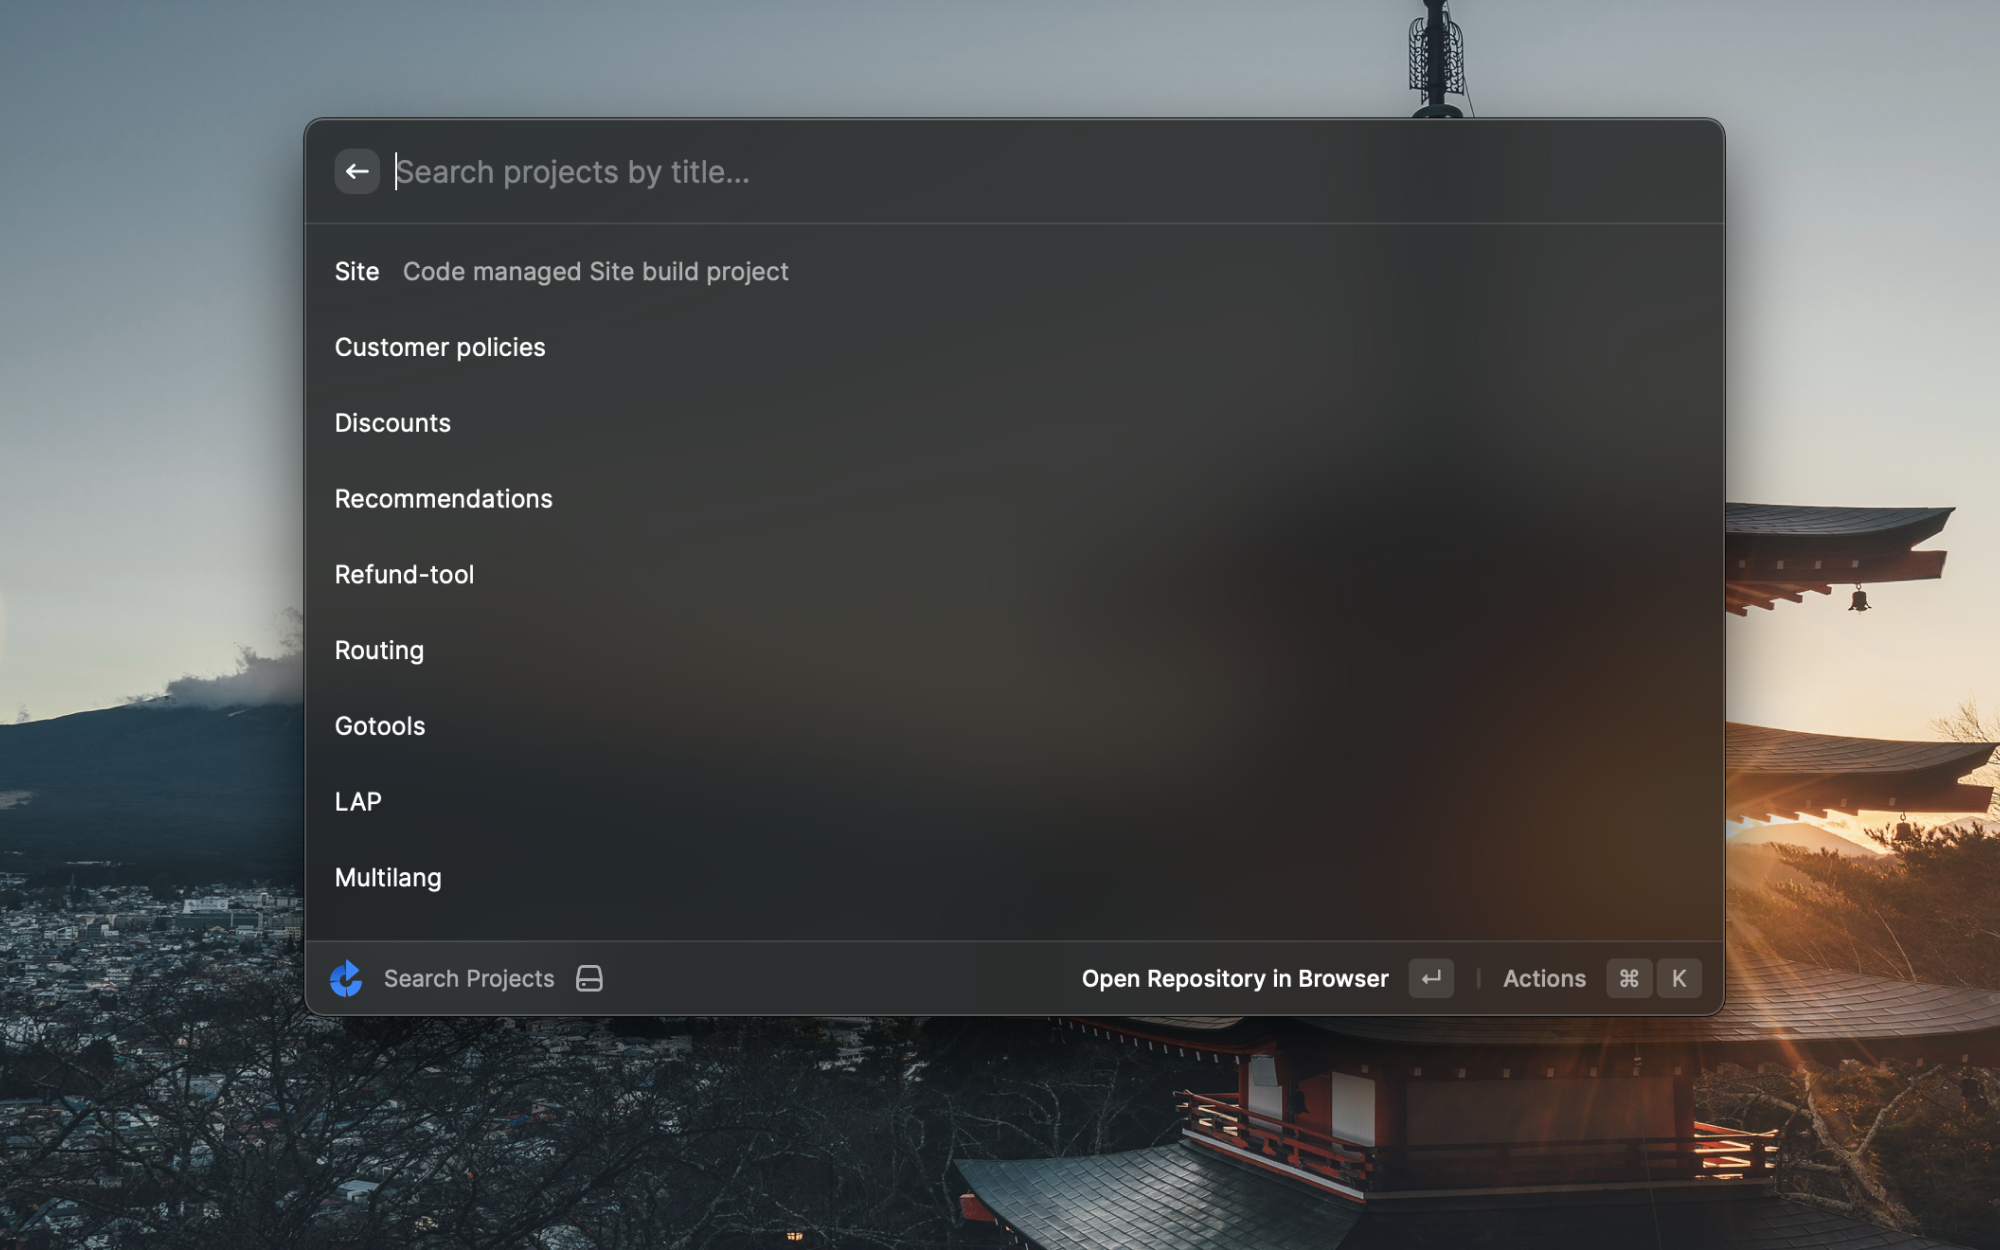 Search projects by title...
Site Code managed Site build project
Customer policies
Discounts
Recommendations
Refund-tool
Routing
Gotools
LAP
Multilang
Search Projects Open Repository in Browser ↵ | Actions ⌘ K